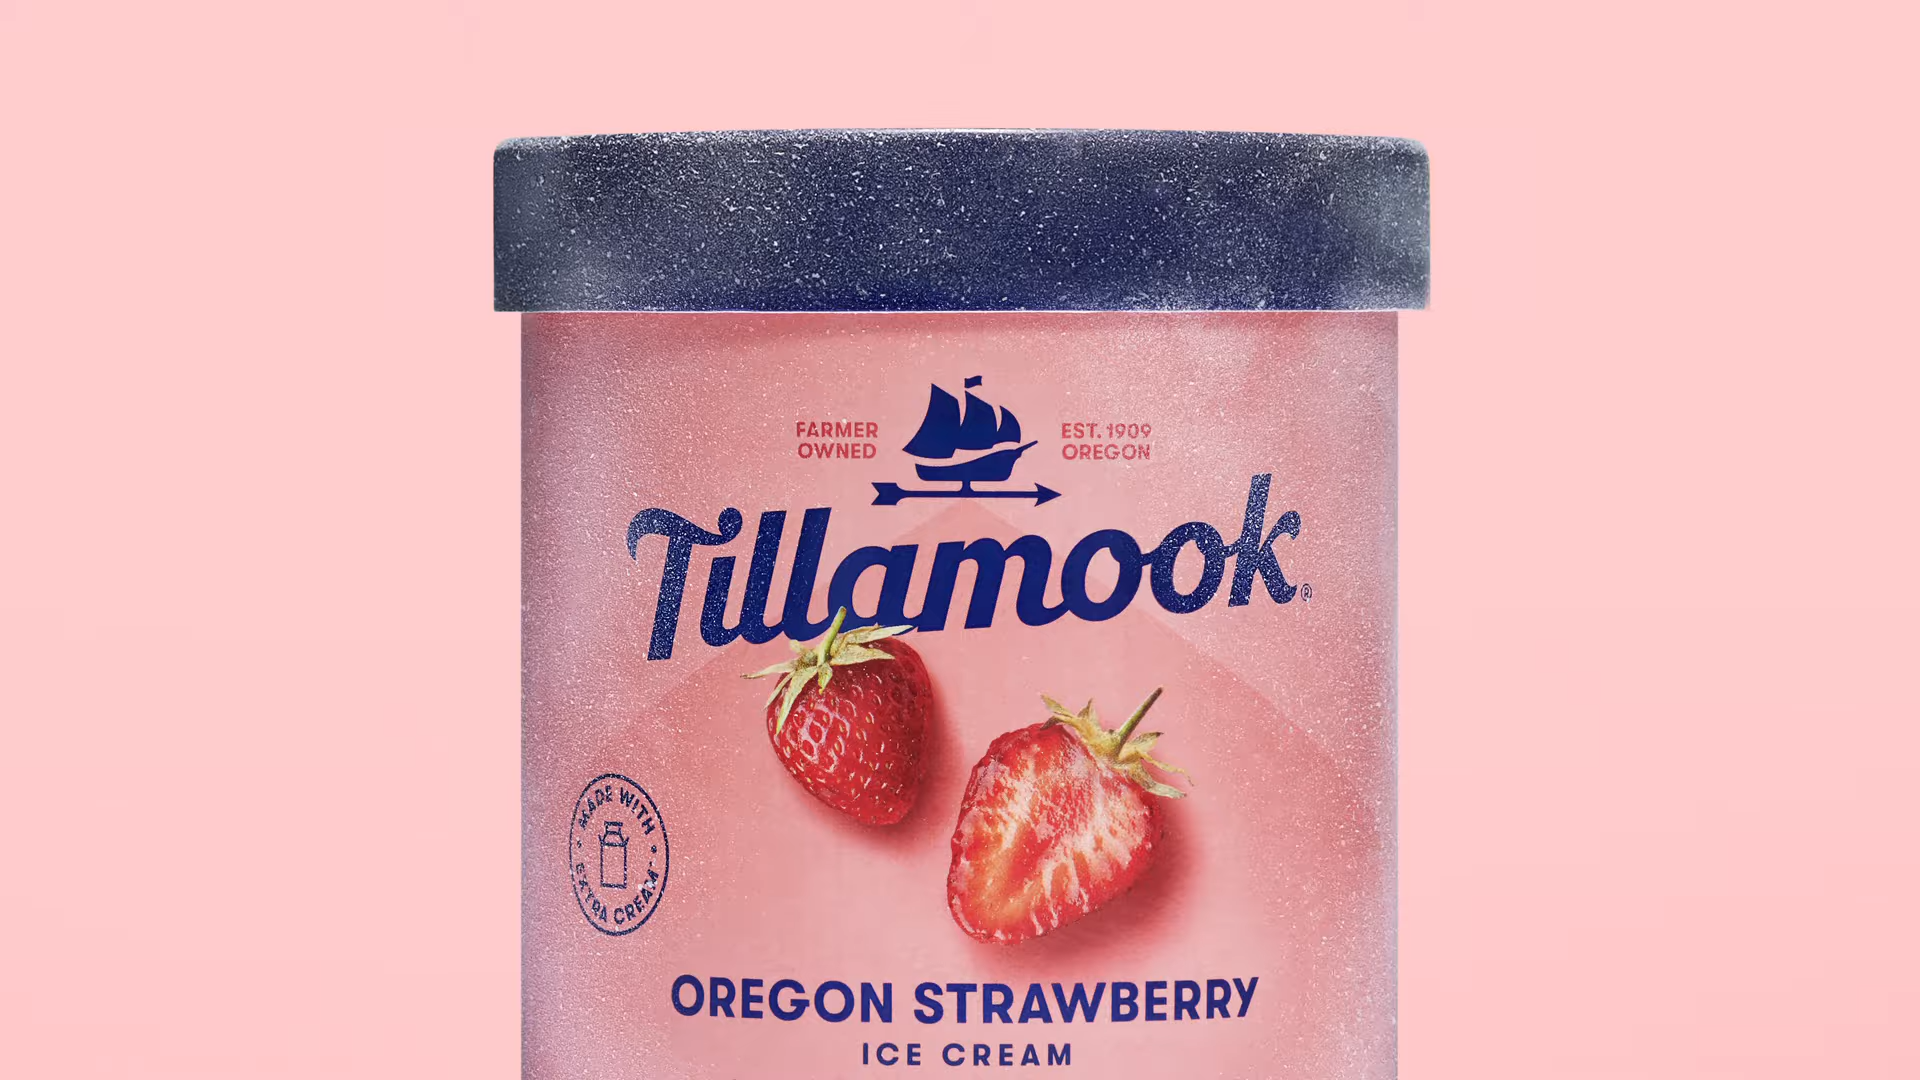 FARMER
OWNED
EST. 1909
OREGON
Tillamook®
MADE WITH
EXTRA CREAM
OREGON STRAWBERRY
ICE CREAM